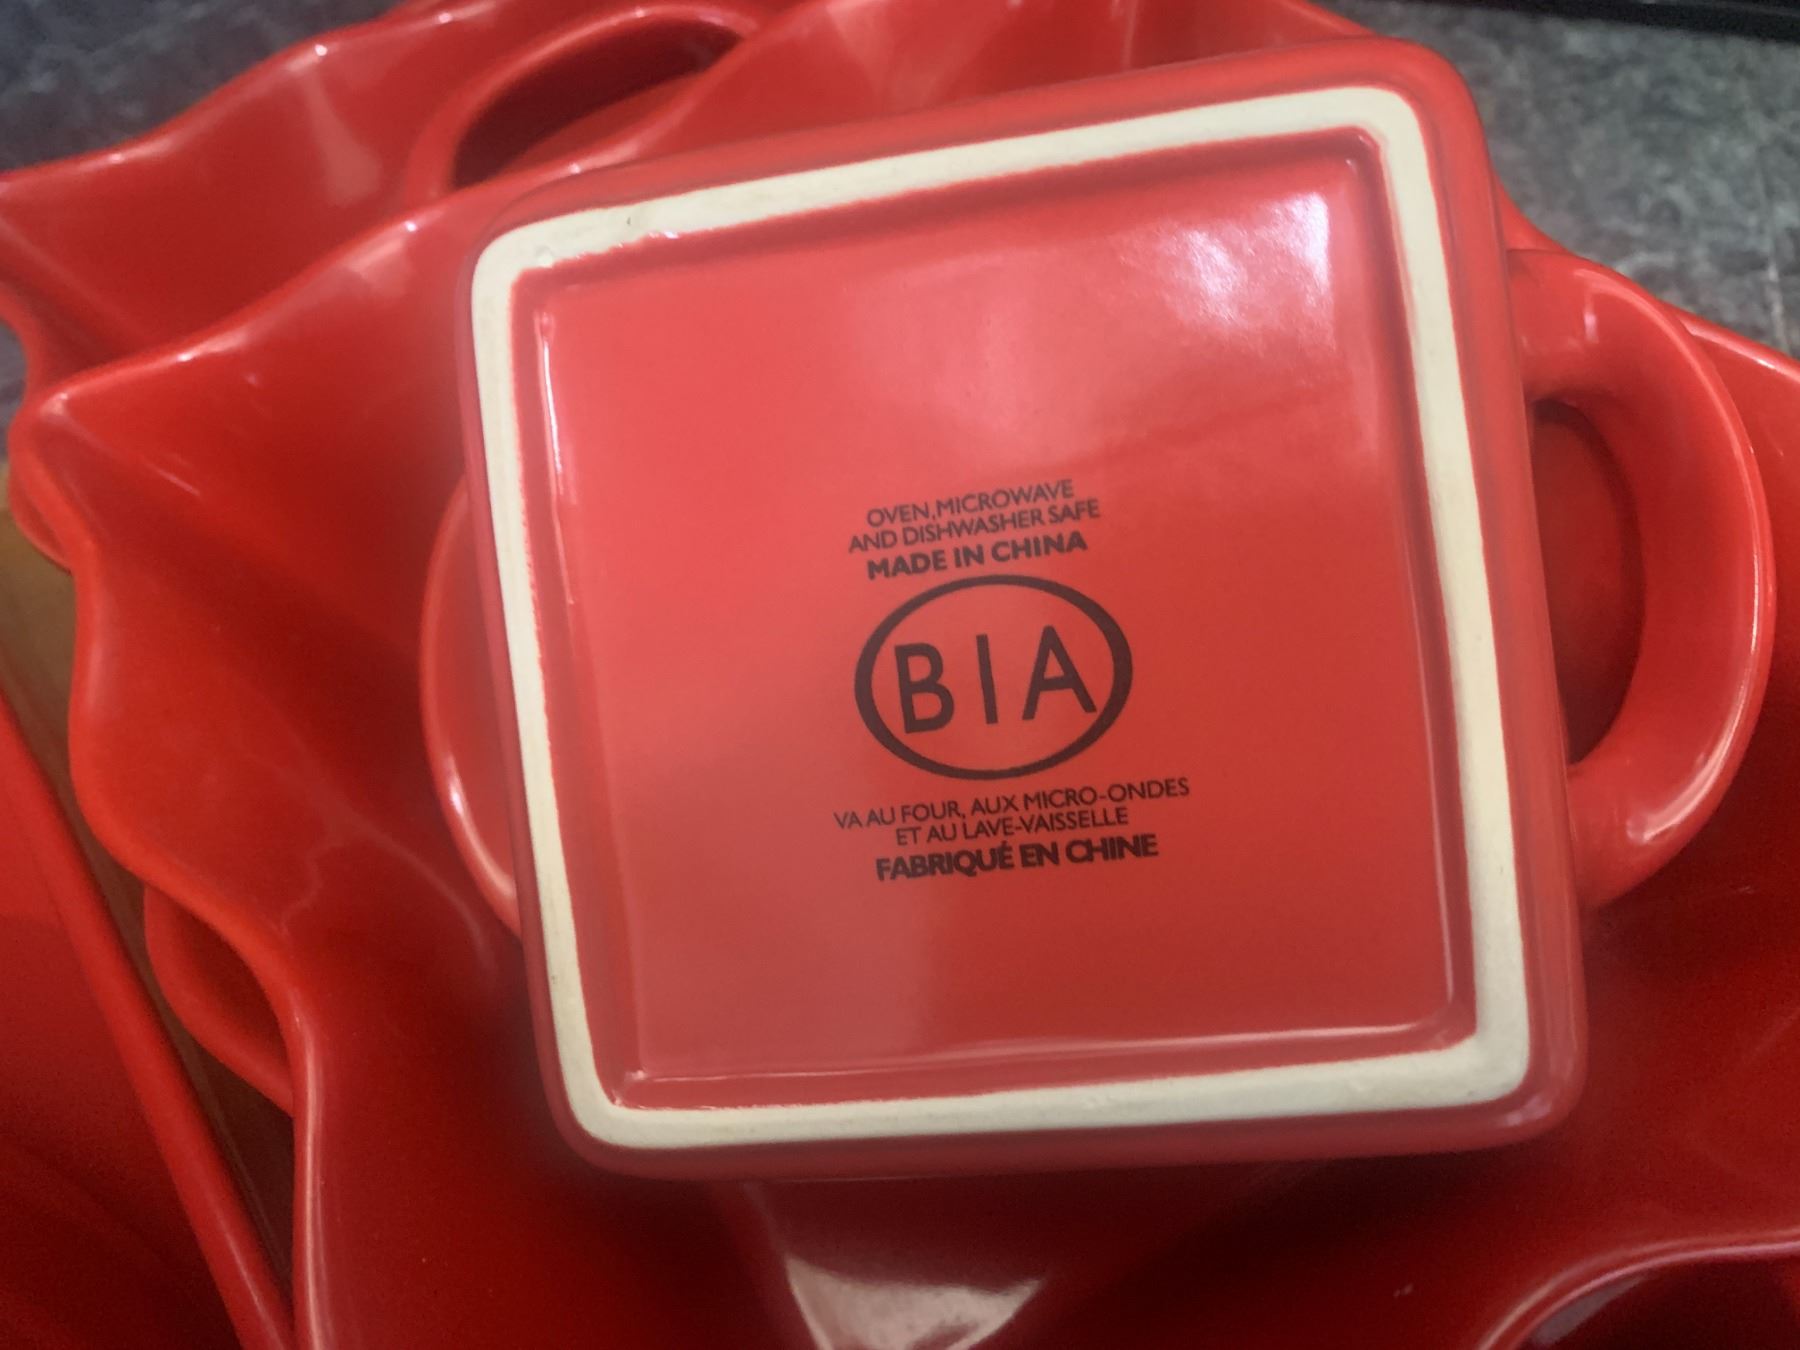 OVEN, MICROWAVE
AND DISHWASHER SAFE
MADE IN CHINA
BIA
VA AU FOUR, AUX MICRO-ONDES
ET AU LAVE-VAISSELLE
FABRIQUÉ EN CHINE